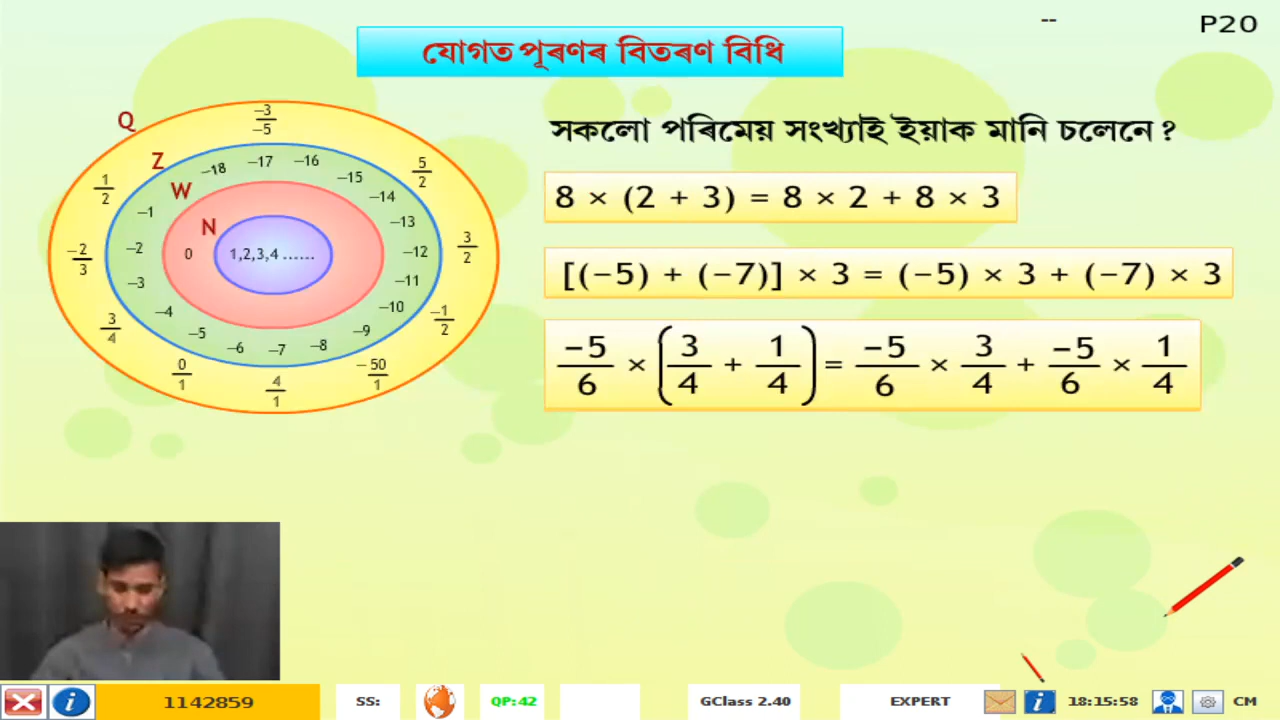 --
P20
যোগত পূৰণৰ বিতৰণ বিধি
সকলো পৰিমেয় সংখ্যাই ইয়াক মানি চলেনে ?
Q
Z
W
N
-3/-5
1/2
5/2
-2/3
3/2
3/4
-1/2
0/1
4/1
-50/1
-18 -17 -16 -15 -14 -13 -12 -11 -10 -9 -8 -7 -6 -5 -4 -3 -2 -1
0
1,2,3,4 ......
8 × (2 + 3) = 8 × 2 + 8 × 3
[(−5) + (−7)] × 3 = (−5) × 3 + (−7) × 3
−5/6 × (3/4 + 1/4) = −5/6 × 3/4 + −5/6 × 1/4
1142859
SS:
QP:42
GClass 2.40
EXPERT
18:15:58
CM